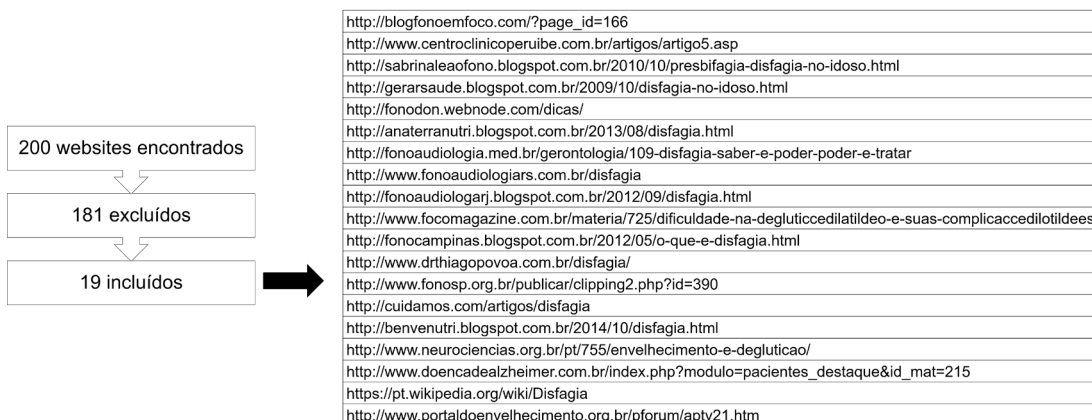 200 websites encontrados
181 excluídos
19 incluídos
http://blogfonoemfoco.com/?page_id=166
http://www.centroclinicoperuibe.com.br/artigos/artigo5.asp
http://sabrinaleaofono.blogspot.com.br/2010/10/presbifagia-disfagia-no-idoso.html
http://gerarsaude.blogspot.com.br/2009/10/disfagia-no-idoso.html
http://fonodon.webnode.com/dicas/
http://anaterranutri.blogspot.com.br/2013/08/disfagia.html
http://fonoaudiologia.med.br/gerontologia/109-disfagia-saber-e-poder-poder-e-tratar
http://www.fonoaudiologiars.com.br/disfagia
http://fonoaudiologarj.blogspot.com.br/2012/09/disfagia.html
http://www.focomagazine.com.br/materia/725/dificuldade-na-degluticcedilatildeo-e-suas-complicaccedilotildees
http://fonocampinas.blogspot.com.br/2012/05/o-que-e-disfagia.html
http://www.drthiagopovoa.com.br/disfagia/
http://www.fonosp.org.br/publicar/clipping2.php?id=390
http://cuidamos.com/artigos/disfagia
http://benvenutri.blogspot.com.br/2014/10/disfagia.html
http://www.neurociencias.org.br/pt/755/envelhecimento-e-degluticao/
http://www.doencadealzheimer.com.br/index.php?modulo=pacientes_destaque&id_mat=215
https://pt.wikipedia.org/wiki/Disfagia
http://www.portaldoenvelhecimento.org.br/pforum/aptv21.htm